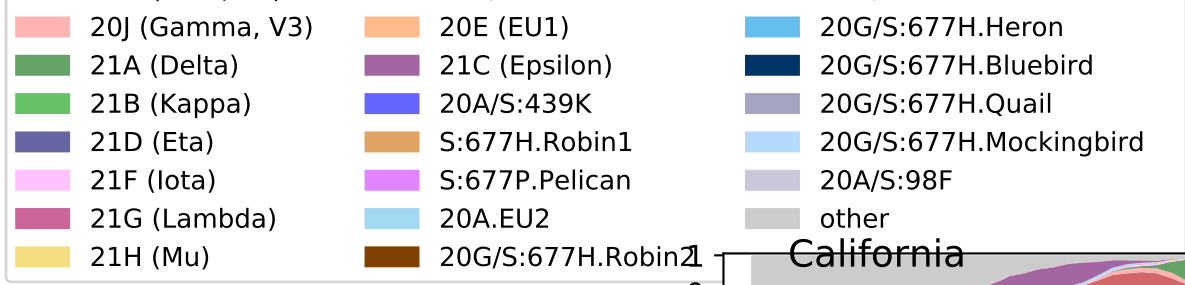 20J (Gamma, V3)
21A (Delta)
21B (Kappa)
21D (Eta)
21F (Iota)
21G (Lambda)
21H (Mu)
20E (EU1)
21C (Epsilon)
20A/S:439K
S:677H.Robin1
S:677P.Pelican
20A.EU2
20G/S:677H.Robin2
20G/S:677H.Heron
20G/S:677H.Bluebird
20G/S:677H.Quail
20G/S:677H.Mockingbird
20A/S:98F
other
1
California